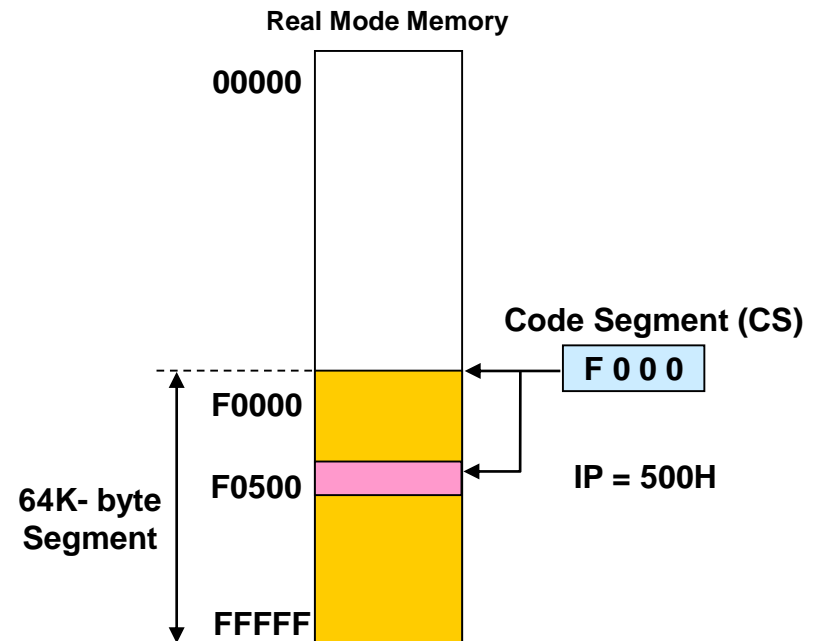 Real Mode Memory
00000
Code Segment (CS)
F 0 0 0
F0000
IP = 500H
F0500
64K- byte
Segment
FFFFF